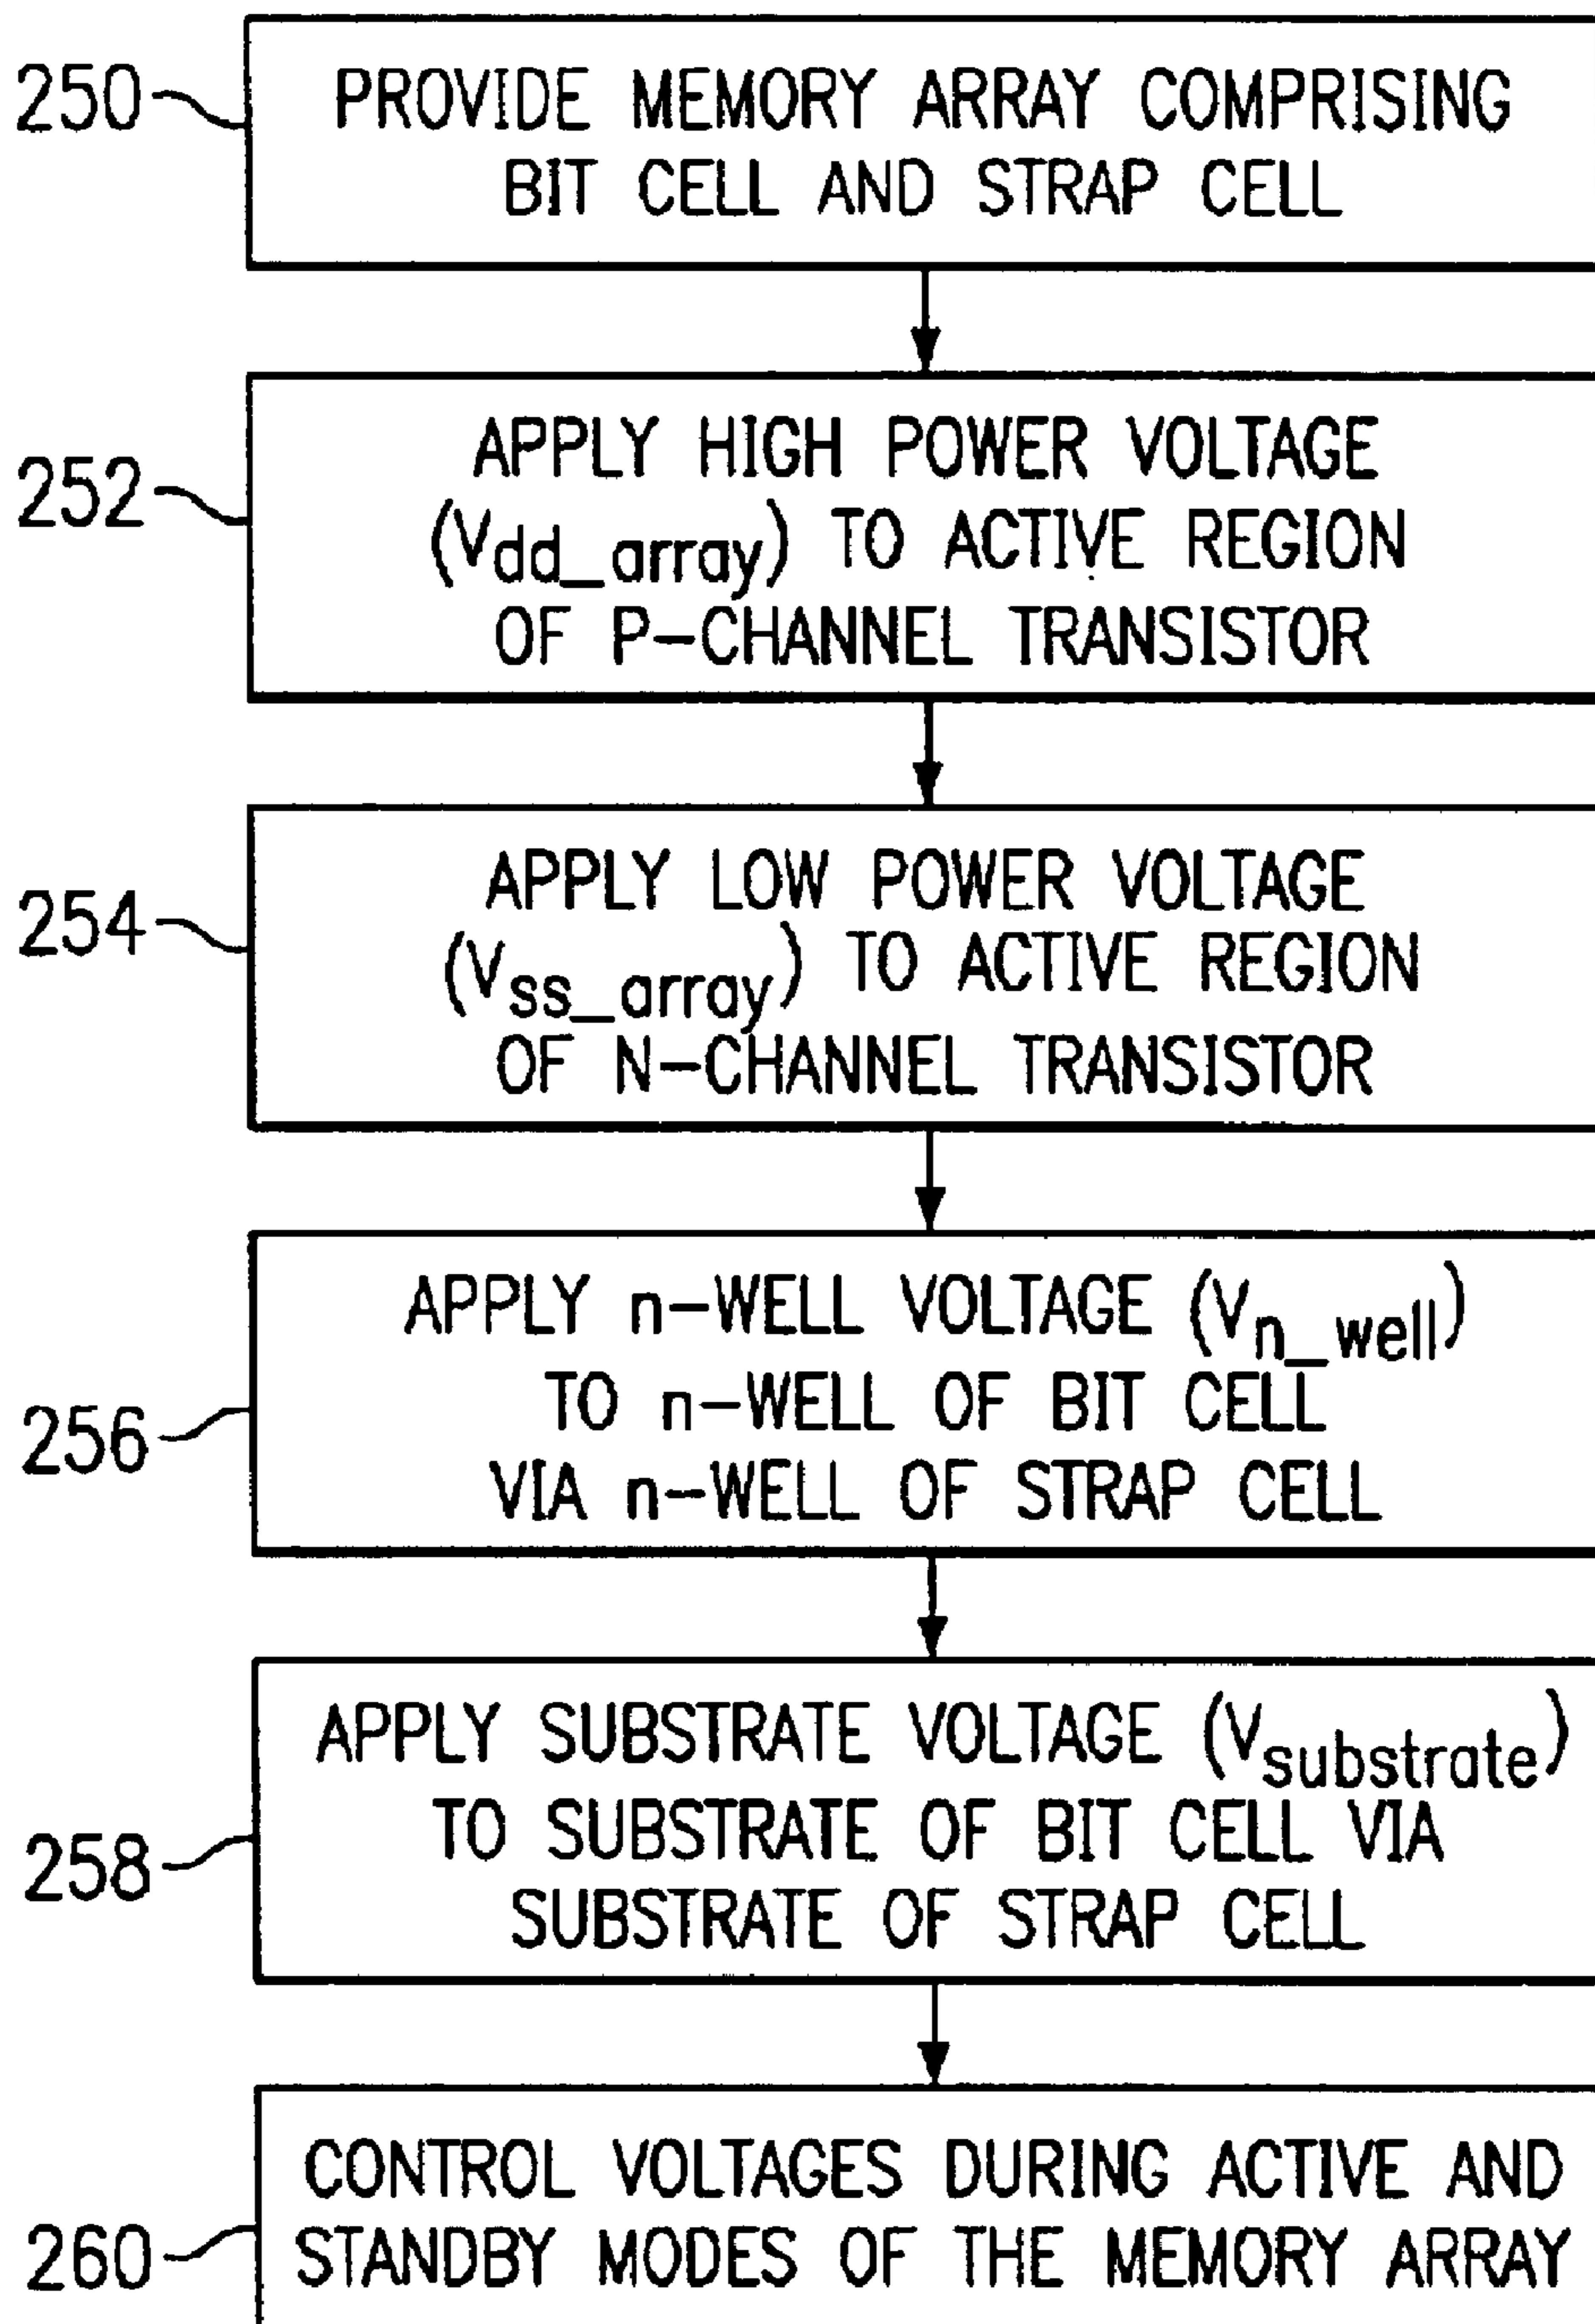 250
PROVIDE MEMORY ARRAY COMPRISING
BIT CELL AND STRAP CELL
252
APPLY HIGH POWER VOLTAGE
(Vdd_array) TO ACTIVE REGION
OF P-CHANNEL TRANSISTOR
254
APPLY LOW POWER VOLTAGE
(Vss_array) TO ACTIVE REGION
OF N-CHANNEL TRANSISTOR
256
APPLY n-WELL VOLTAGE (Vn_well)
TO n-WELL OF BIT CELL
VIA n-WELL OF STRAP CELL
258
APPLY SUBSTRATE VOLTAGE (Vsubstrate)
TO SUBSTRATE OF BIT CELL VIA
SUBSTRATE OF STRAP CELL
260
CONTROL VOLTAGES DURING ACTIVE AND
STANDBY MODES OF THE MEMORY ARRAY